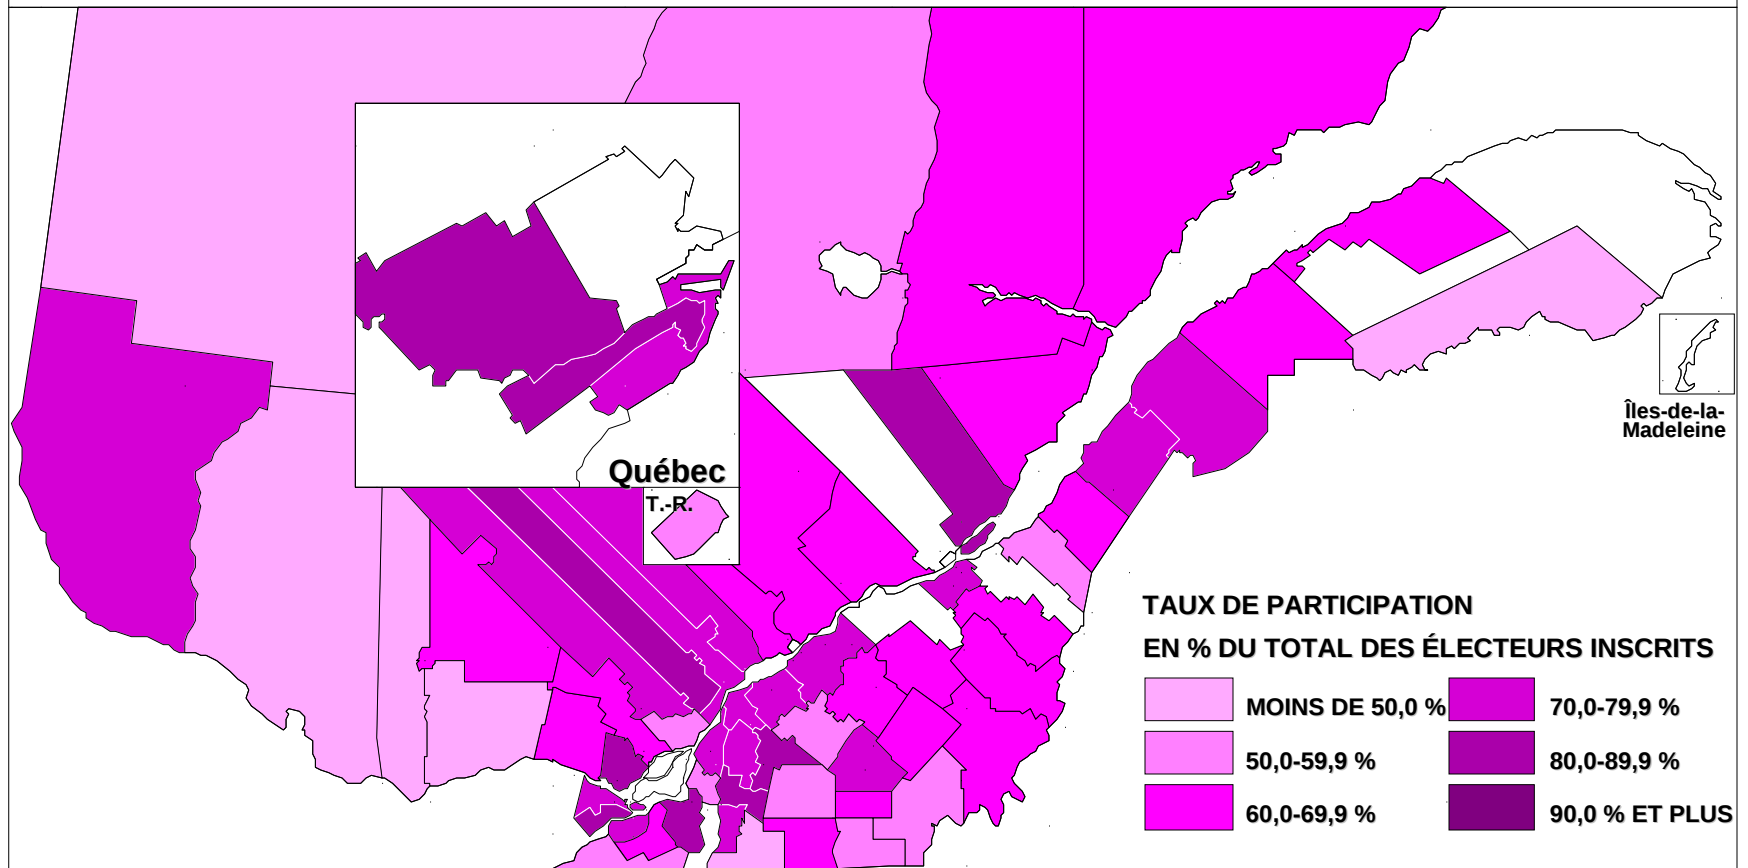 Québec
T.-R.
Îles-de-la-
Madeleine
TAUX DE PARTICIPATION
EN % DU TOTAL DES ÉLECTEURS INSCRITS
MOINS DE 50,0 %
50,0-59,9 %
60,0-69,9 %
70,0-79,9 %
80,0-89,9 %
90,0 % ET PLUS